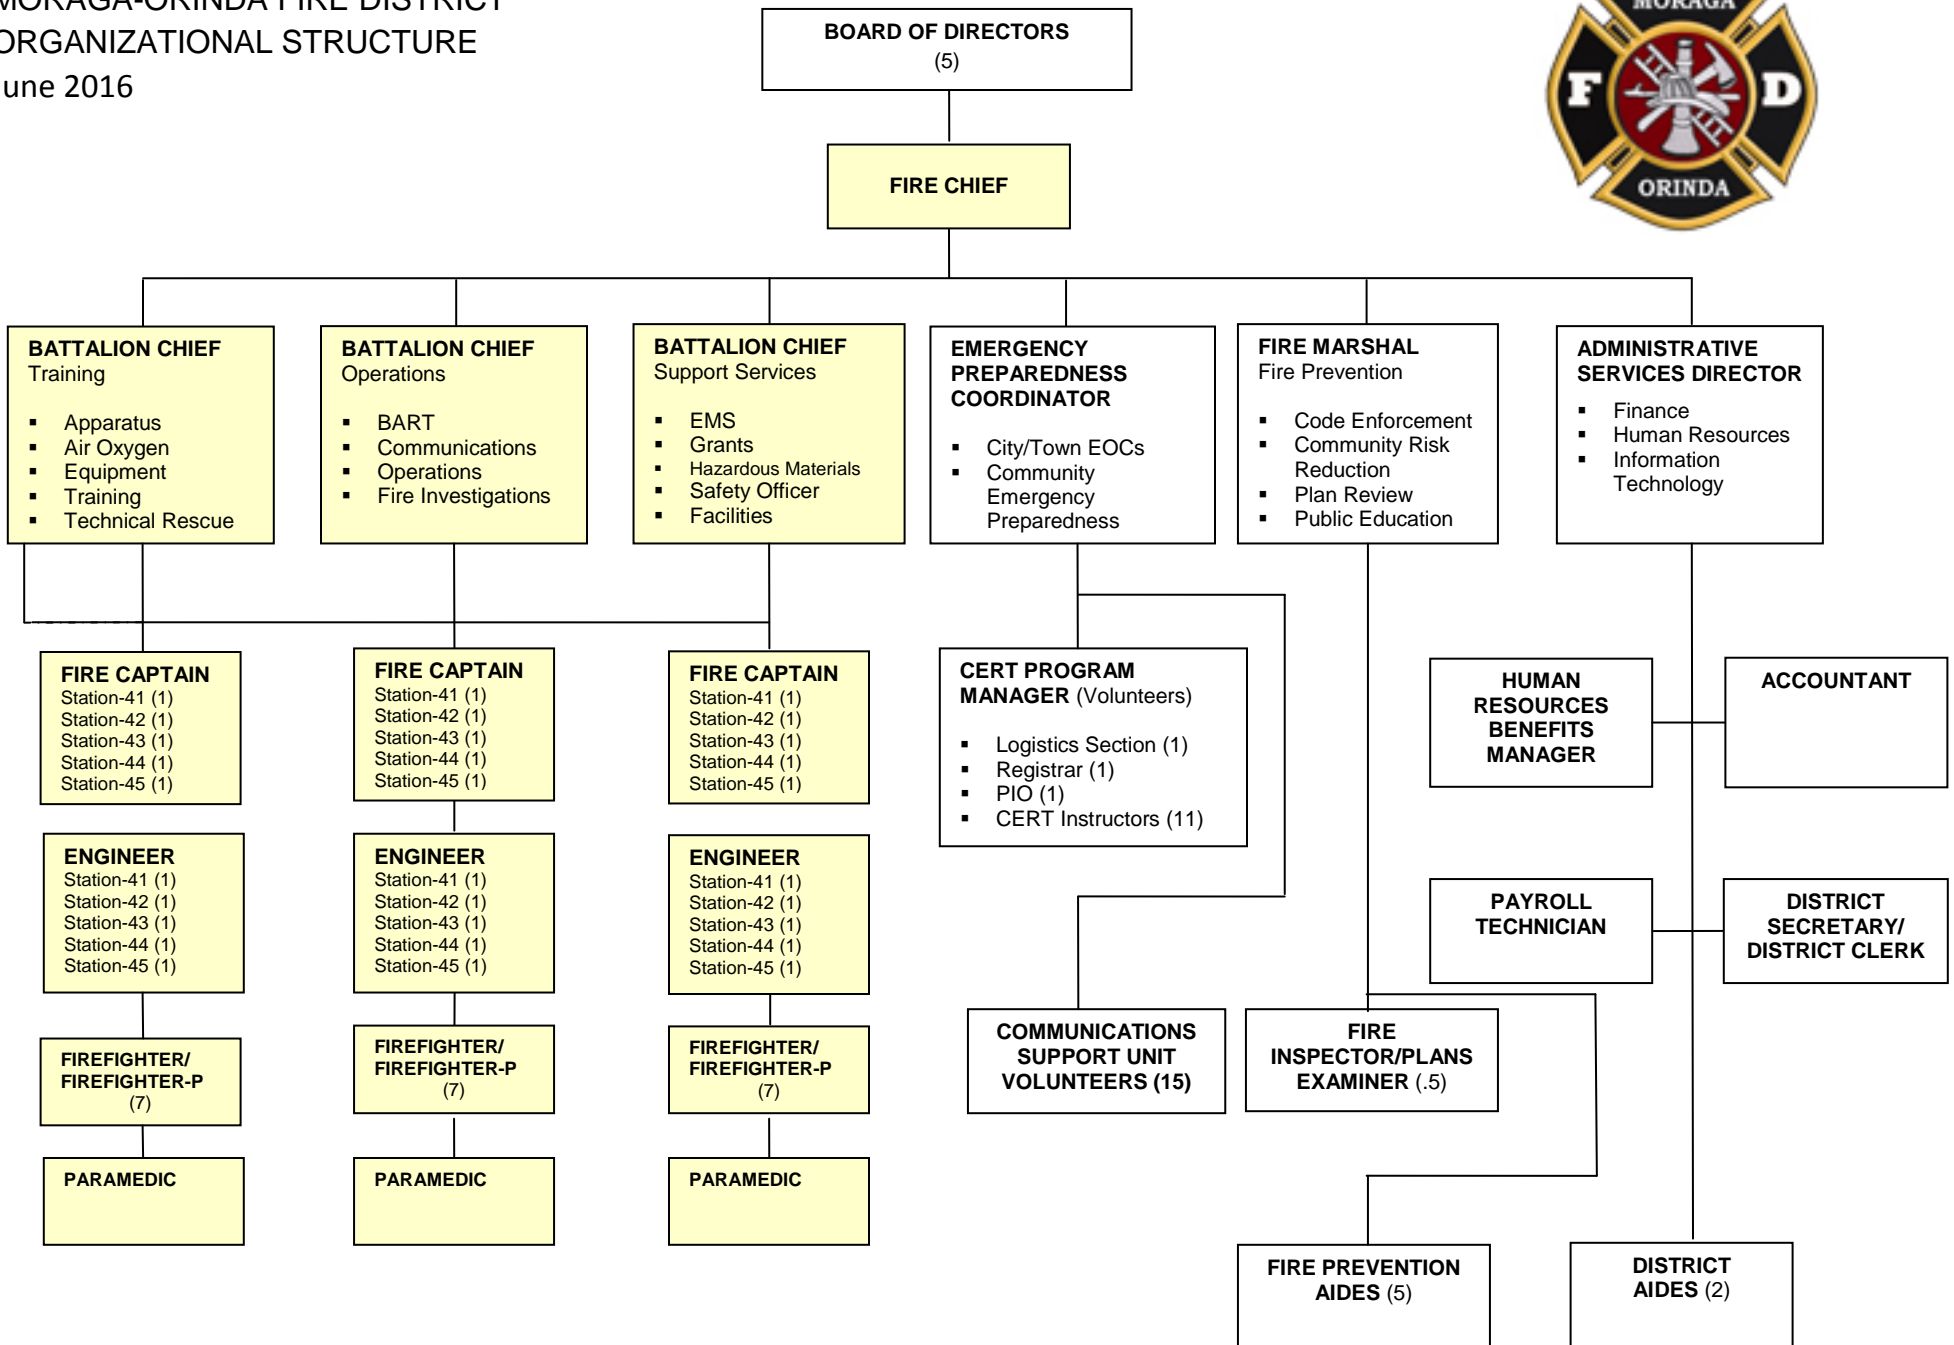 MORAGA-ORINDA FIRE DISTRICT
ORGANIZATIONAL STRUCTURE
une 2016
BOARD OF DIRECTORS
(5)
MORAGA
F D
ORINDA
FIRE CHIEF
BATTALION CHIEF
Training
▪ Apparatus
▪ Air Oxygen
▪ Equipment
▪ Training
▪ Technical Rescue
BATTALION CHIEF
Operations
▪ BART
▪ Communications
▪ Operations
▪ Fire Investigations
BATTALION CHIEF
Support Services
▪ EMS
▪ Grants
▪ Hazardous Materials
▪ Safety Officer
▪ Facilities
EMERGENCY
PREPAREDNESS
COORDINATOR
▪ City/Town EOCs
▪ Community
Emergency
Preparedness
FIRE MARSHAL
Fire Prevention
▪ Code Enforcement
▪ Community Risk
Reduction
▪ Plan Review
▪ Public Education
ADMINISTRATIVE
SERVICES DIRECTOR
▪ Finance
▪ Human Resources
▪ Information
Technology
FIRE CAPTAIN
Station-41 (1)
Station-42 (1)
Station-43 (1)
Station-44 (1)
Station-45 (1)
FIRE CAPTAIN
Station-41 (1)
Station-42 (1)
Station-43 (1)
Station-44 (1)
Station-45 (1)
FIRE CAPTAIN
Station-41 (1)
Station-42 (1)
Station-43 (1)
Station-44 (1)
Station-45 (1)
CERT PROGRAM
MANAGER (Volunteers)
▪ Logistics Section (1)
▪ Registrar (1)
▪ PIO (1)
▪ CERT Instructors (11)
HUMAN
RESOURCES
BENEFITS
MANAGER
ACCOUNTANT
ENGINEER
Station-41 (1)
Station-42 (1)
Station-43 (1)
Station-44 (1)
Station-45 (1)
ENGINEER
Station-41 (1)
Station-42 (1)
Station-43 (1)
Station-44 (1)
Station-45 (1)
ENGINEER
Station-41 (1)
Station-42 (1)
Station-43 (1)
Station-44 (1)
Station-45 (1)
PAYROLL
TECHNICIAN
DISTRICT
SECRETARY/
DISTRICT CLERK
FIREFIGHTER/
FIREFIGHTER-P
(7)
FIREFIGHTER/
FIREFIGHTER-P
(7)
FIREFIGHTER/
FIREFIGHTER-P
(7)
COMMUNICATIONS
SUPPORT UNIT
VOLUNTEERS (15)
FIRE
INSPECTOR/PLANS
EXAMINER (.5)
PARAMEDIC
PARAMEDIC
PARAMEDIC
FIRE PREVENTION
AIDES (5)
DISTRICT
AIDES (2)